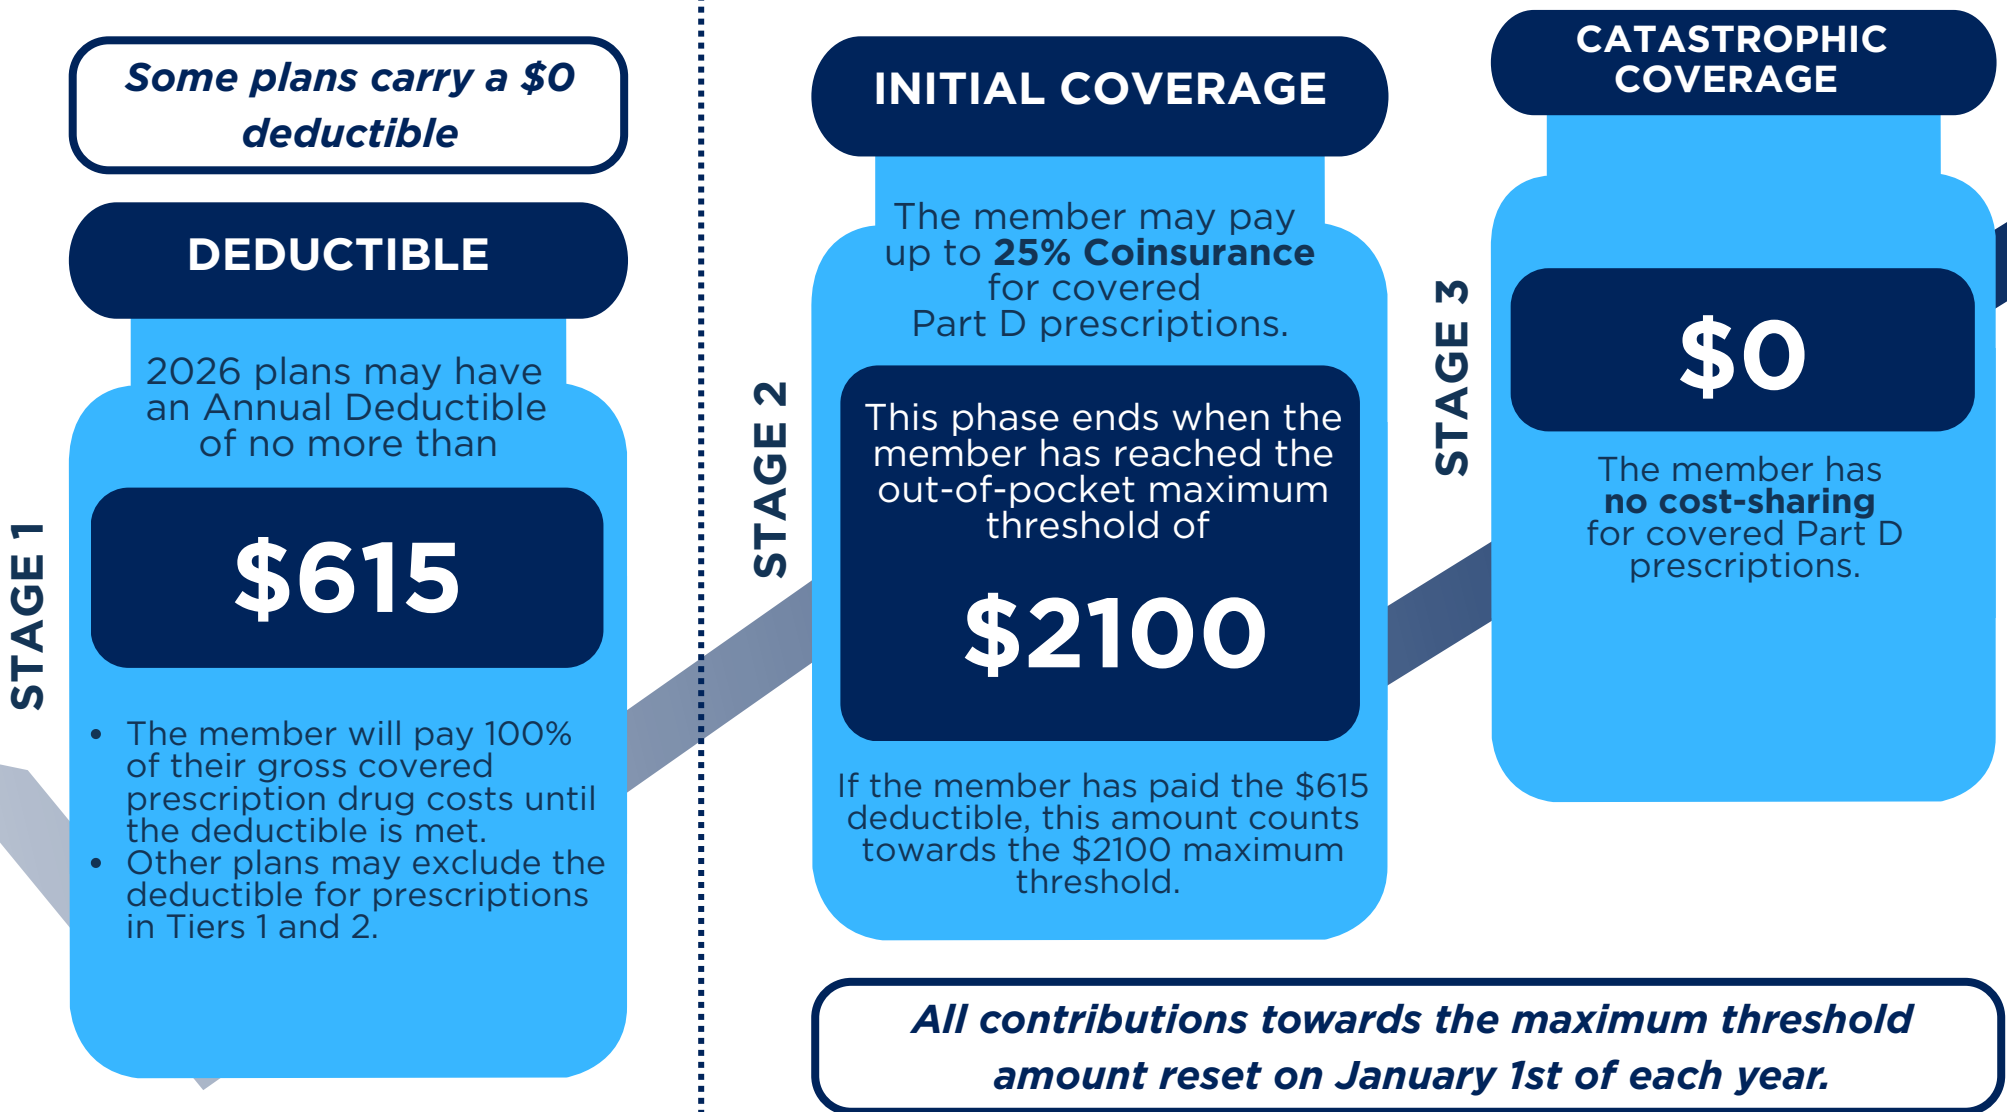 Some plans carry a $0
deductible
STAGE 1
DEDUCTIBLE
2026 plans may have
an Annual Deductible
of no more than
$615
• The member will pay 100%
of their gross covered
prescription drug costs until
the deductible is met.
• Other plans may exclude the
deductible for prescriptions
in Tiers 1 and 2.
STAGE 2
INITIAL COVERAGE
The member may pay
up to 25% Coinsurance
for covered
Part D prescriptions.
This phase ends when the
member has reached the
out-of-pocket maximum
threshold of
$2100
If the member has paid the $615
deductible, this amount counts
towards the $2100 maximum
threshold.
STAGE 3
CATASTROPHIC
COVERAGE
$0
The member has
no cost-sharing
for covered Part D
prescriptions.
All contributions towards the maximum threshold
amount reset on January 1st of each year.